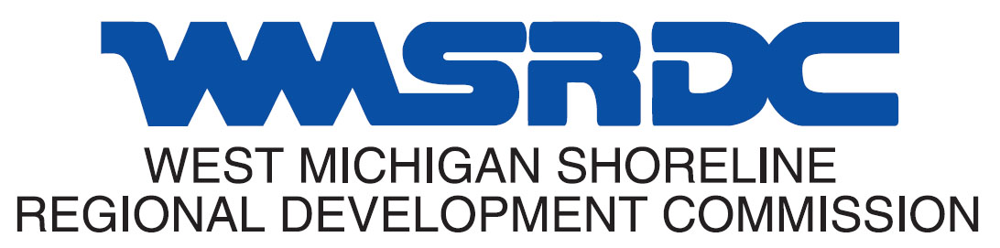 WMSRDC
WEST MICHIGAN SHORELINE
REGIONAL DEVELOPMENT COMMISSION